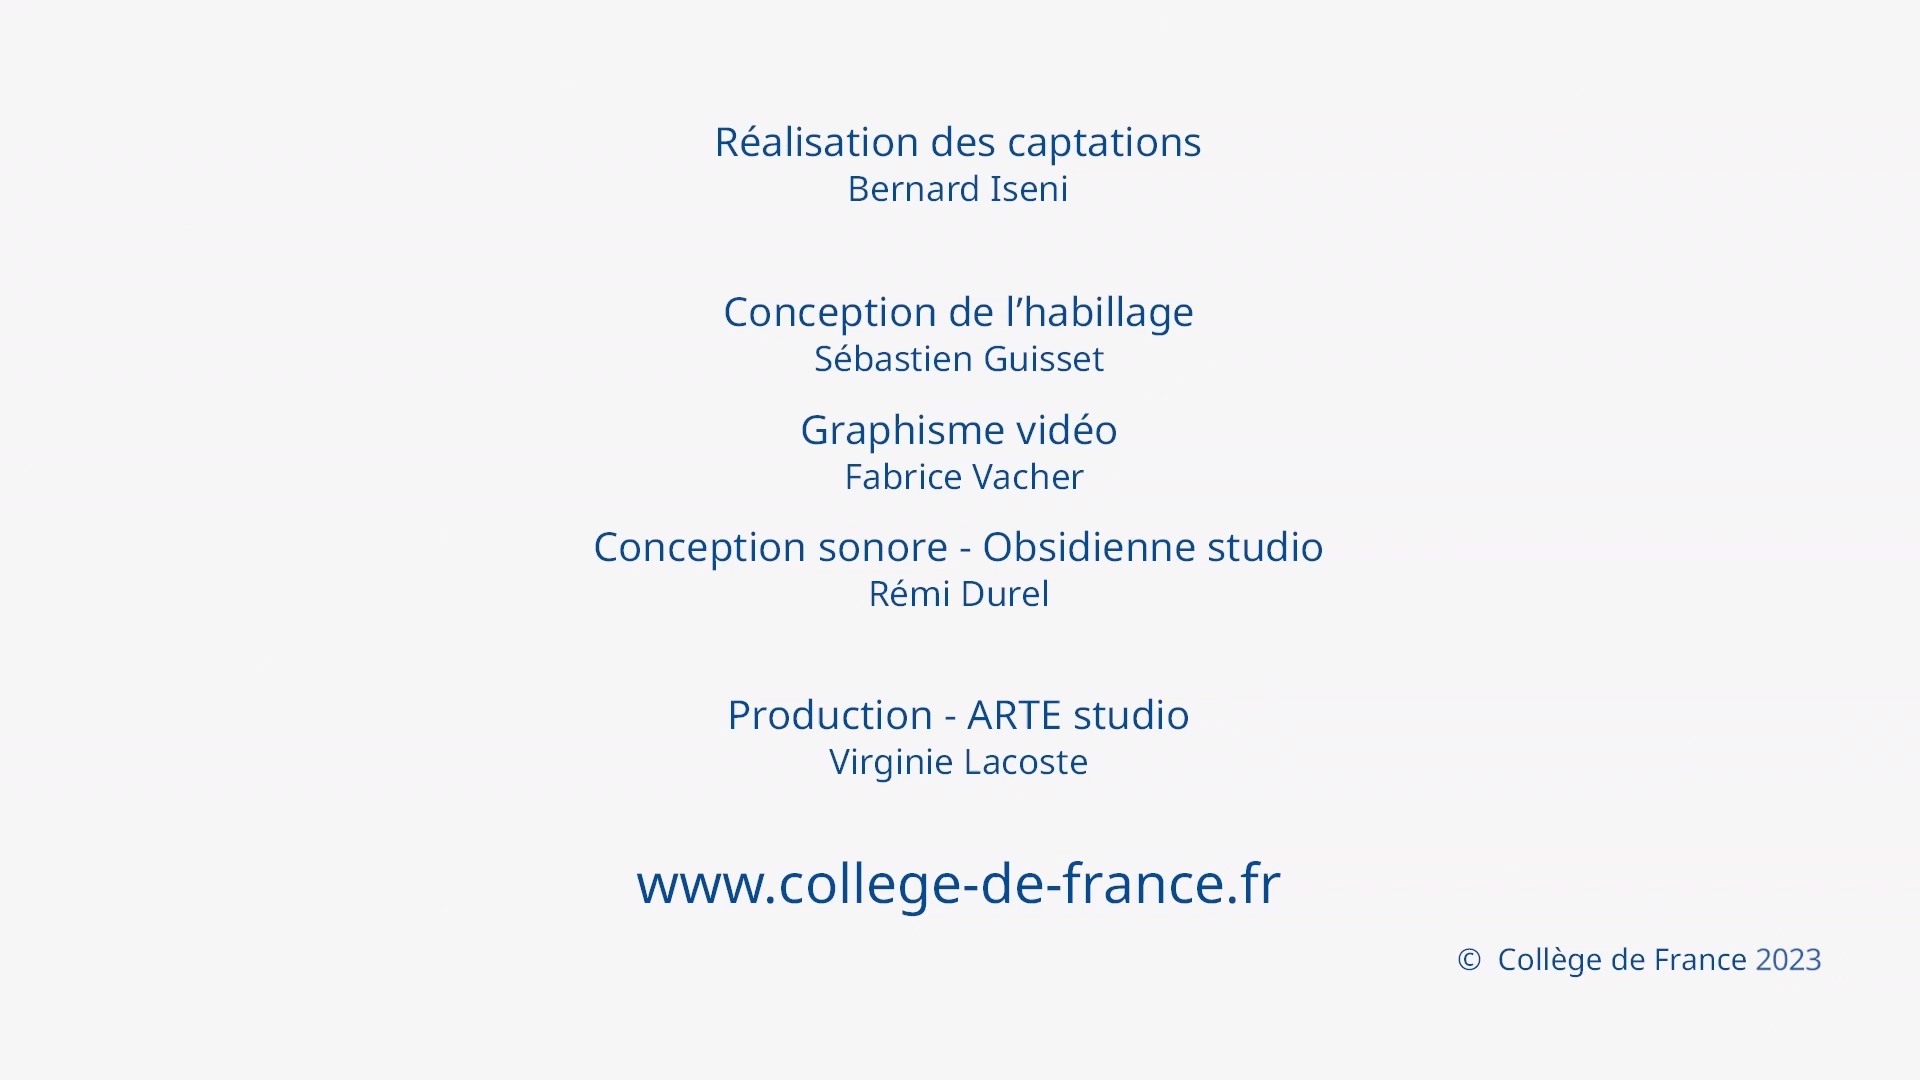 Réalisation des captations
Bernard Iseni
Conception de l’habillage
Sébastien Guisset
Graphisme vidéo
Fabrice Vacher
Conception sonore - Obsidienne studio
Rémi Durel
Production - ARTE studio
Virginie Lacoste
www.college-de-france.fr
© Collège de France 2023